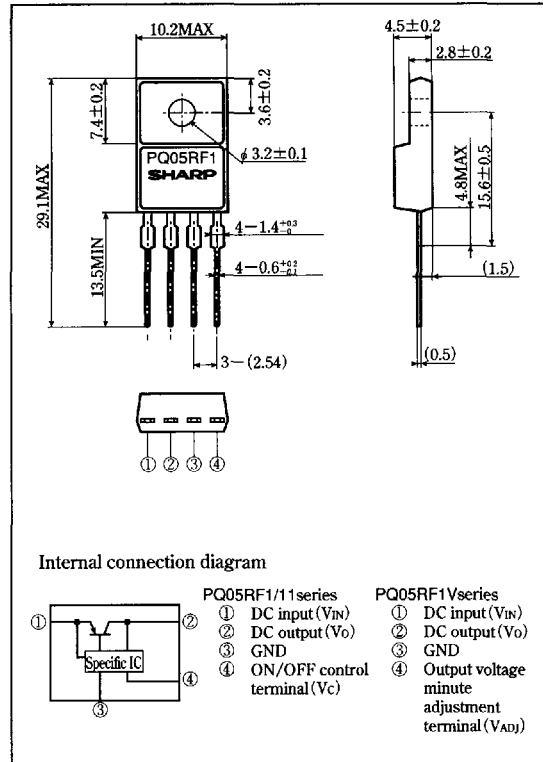 10.2MAX
4.5±0.2
2.8±0.2
7.4±0.2
3.6±0.2
29.1MAX
φ3.2±0.1
PQ05RF1
SHARP
4.8MAX
15.6±0.5
13.5MIN
4−1.4 +0.3 −0
4−0.6 +0.2 −0.1
(1.5)
3−(2.54)
(0.5)
① ② ③ ④
Internal connection diagram
① ②
Specific IC
④
③
PQ05RF1/11series
① DC input (VIN)
② DC output (VO)
③ GND
④ ON/OFF control
terminal (VC)
PQ05RF1Vseries
① DC input (VIN)
② DC output (VO)
③ GND
④ Output voltage
minute
adjustment
terminal (VADJ)